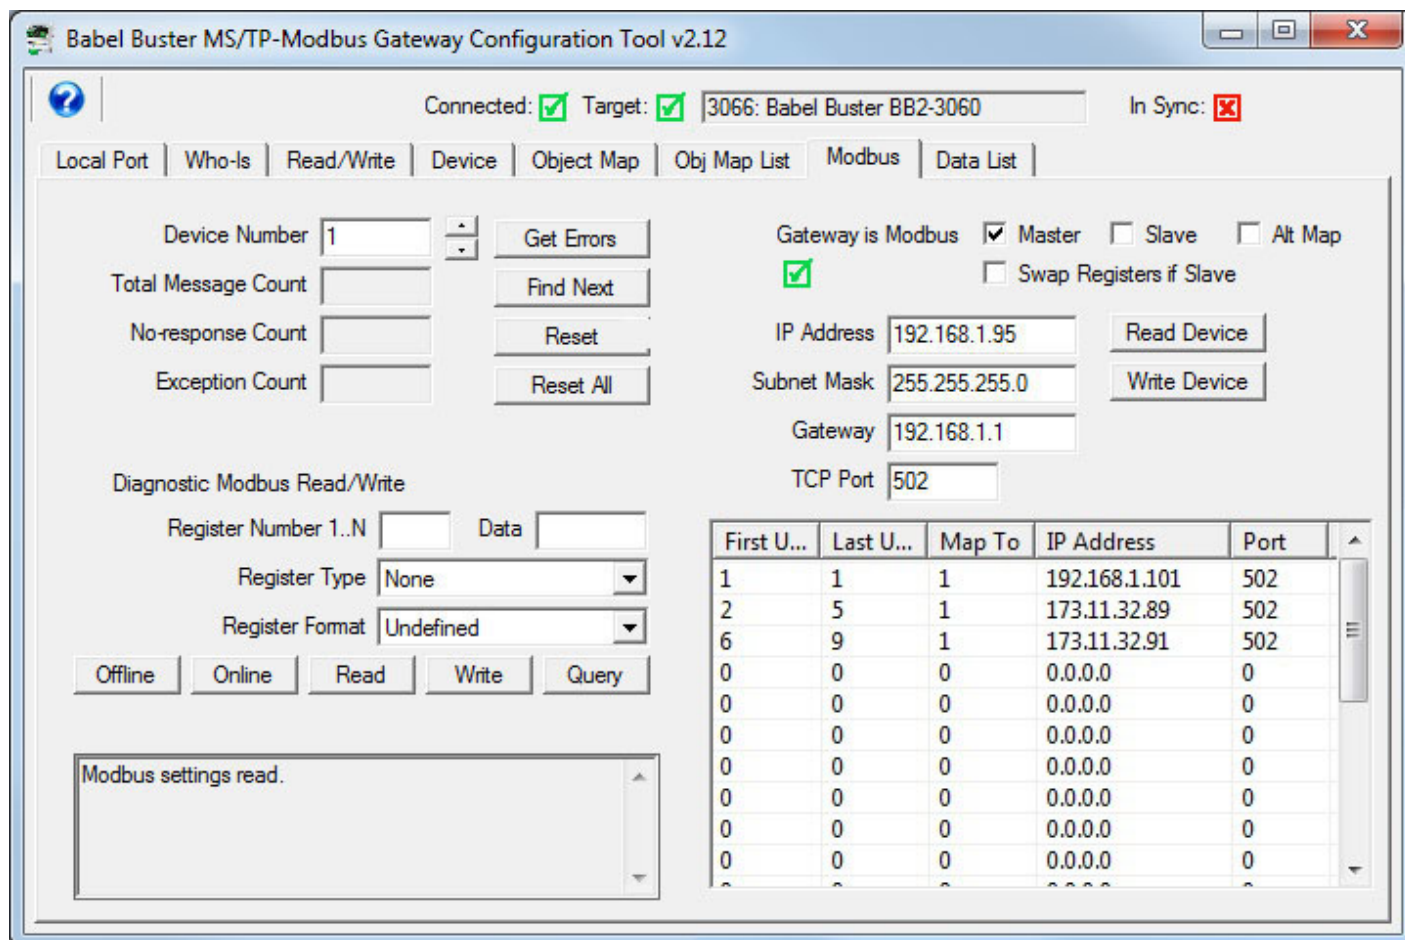 Babel Buster MS/TP-Modbus Gateway Configuration Tool v2.12
Connected: Target: 3066: Babel Buster BB2-3060 In Sync:
Local Port Who-Is Read/Write Device Object Map Obj Map List Modbus Data List
Device Number 1 Get Errors
Total Message Count Find Next
No-response Count Reset
Exception Count Reset All
Gateway is Modbus Master Slave Alt Map
Swap Registers if Slave
IP Address 192.168.1.95 Read Device
Subnet Mask 255.255.255.0 Write Device
Gateway 192.168.1.1
TCP Port 502
Diagnostic Modbus Read/Write
Register Number 1..N Data
Register Type None
Register Format Undefined
Offline Online Read Write Query
Modbus settings read.
First U... Last U... Map To IP Address Port
1 1 1 192.168.1.101 502
2 5 1 173.11.32.89 502
6 9 1 173.11.32.91 502
0 0 0 0.0.0.0 0
0 0 0 0.0.0.0 0
0 0 0 0.0.0.0 0
0 0 0 0.0.0.0 0
0 0 0 0.0.0.0 0
0 0 0 0.0.0.0 0
0 0 0 0.0.0.0 0